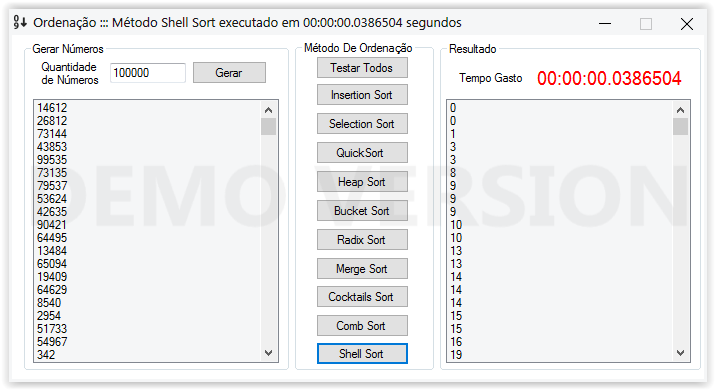 Ordenação ::: Método Shell Sort executado em 00:00:00.0386504 segundos
Gerar Números
Quantidade
de Números
100000
Gerar
14612
26812
73144
43853
99535
73135
79537
53624
42635
90421
64495
13484
65094
19409
64629
8540
2954
51733
54967
342
Método De Ordenação
Testar Todos
Insertion Sort
Selection Sort
QuickSort
Heap Sort
Bucket Sort
Radix Sort
Merge Sort
Cocktails Sort
Comb Sort
Shell Sort
Resultado
Tempo Gasto
00:00:00.0386504
0
0
1
3
3
8
9
9
9
10
10
13
13
14
14
14
15
15
16
19
DEMO VERSION